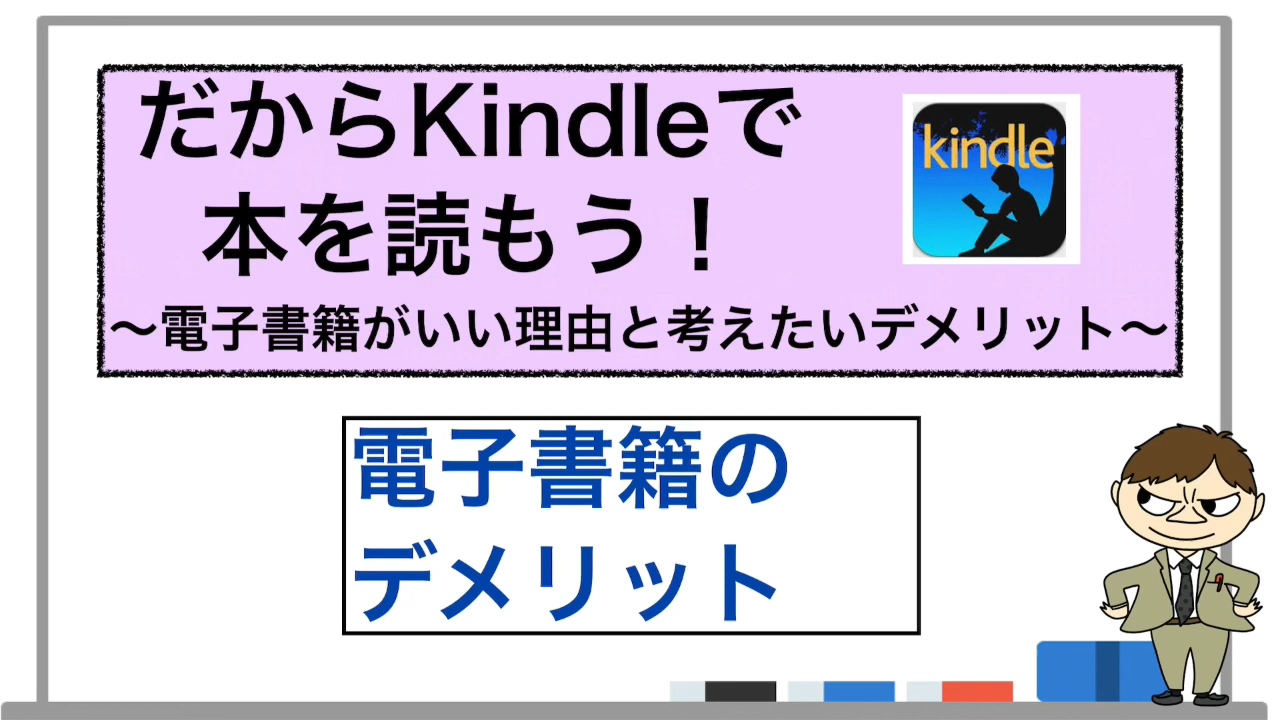 だからKindleで
本を読もう！
kindle
〜電子書籍がいい理由と考えたいデメリット〜
電子書籍の
デメリット